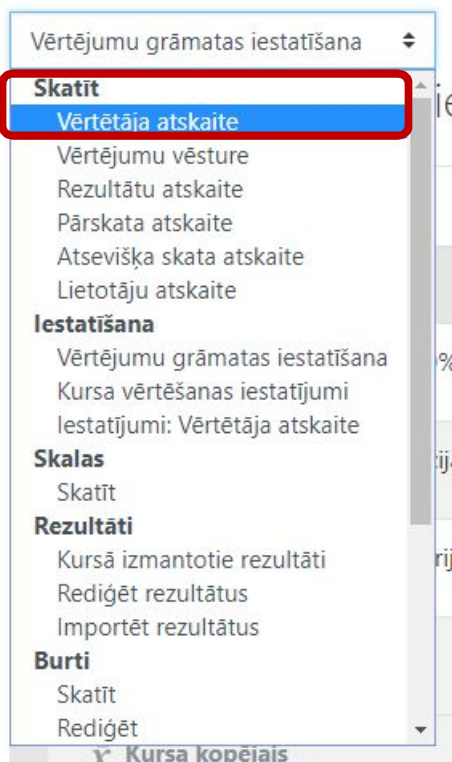 Vērtējumu grāmatas iestatīšana
Skatīt
Vērtētāja atskaite
Vērtējumu vēsture
Rezultātu atskaite
Pārskata atskaite
Atsevišķa skata atskaite
Lietotāju atskaite
Iestatīšana
Vērtējumu grāmatas iestatīšana
Kursa vērtēšanas iestatījumi
Iestatījumi: Vērtētāja atskaite
Skalas
Skatīt
Rezultāti
Kursā izmantotie rezultāti
Rediģēt rezultātus
Importēt rezultātus
Burti
Skatīt
Rediģēt
Kursa kopējais